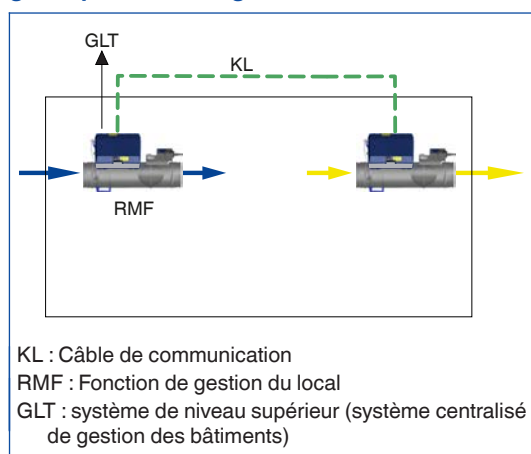 GLT
KL
RMF
KL : Câble de communication
RMF : Fonction de gestion du local
GLT : système de niveau supérieur (système centralisé
de gestion des bâtiments)